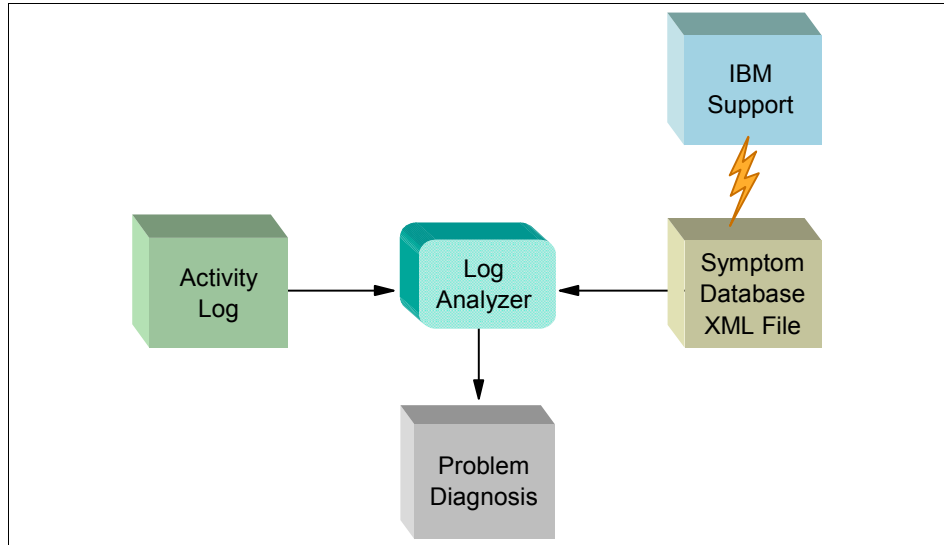 IBM
Support
Activity
Log
Log
Analyzer
Symptom
Database
XML File
Problem
Diagnosis